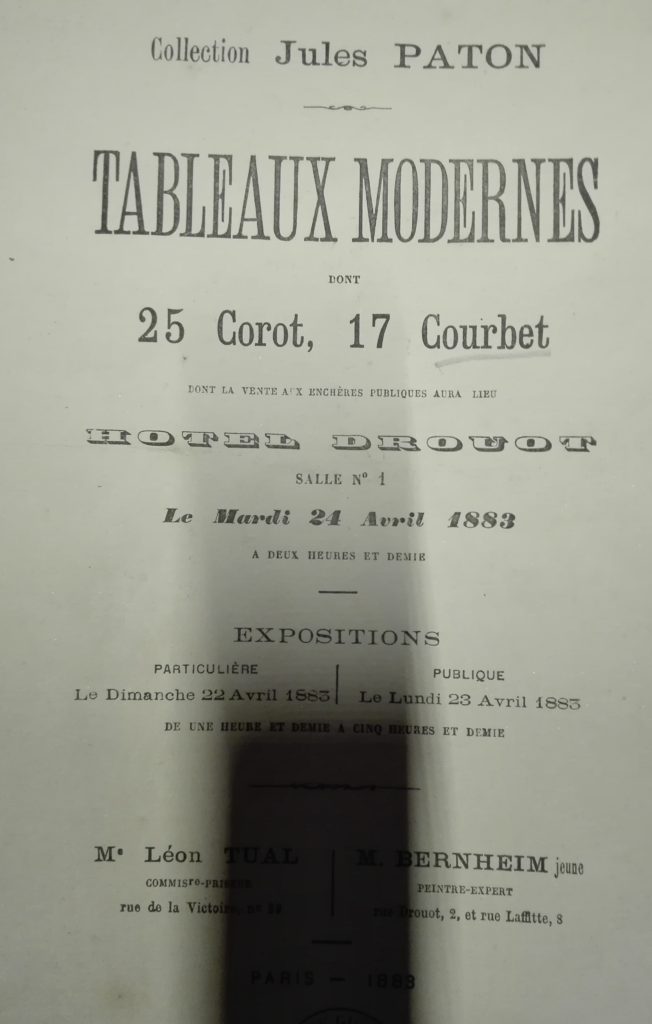 Collection Jules PATON
TABLEAUX MODERNES
DONT
25 Corot, 17 Courbet
DONT LA VENTE AUX ENCHÈRES PUBLIQUES AURA LIEU
HOTEL DROUOT
SALLE Nº 1
Le Mardi 24 Avril 1883
A DEUX HEURES ET DEMIE
EXPOSITIONS
PARTICULIÈRE
Le Dimanche 22 Avril 1883
PUBLIQUE
Le Lundi 23 Avril 1883
DE UNE HEURE ET DEMIE A CINQ HEURES ET DEMIE
Mᵉ Léon TUAL
COMMISʳᵉ-PRISEUR
rue de la Victoire, nº
M. BERNHEIM jeune
PEINTRE-EXPERT
rue Drouot, 2, et rue Laffitte, 8
PARIS — 1883